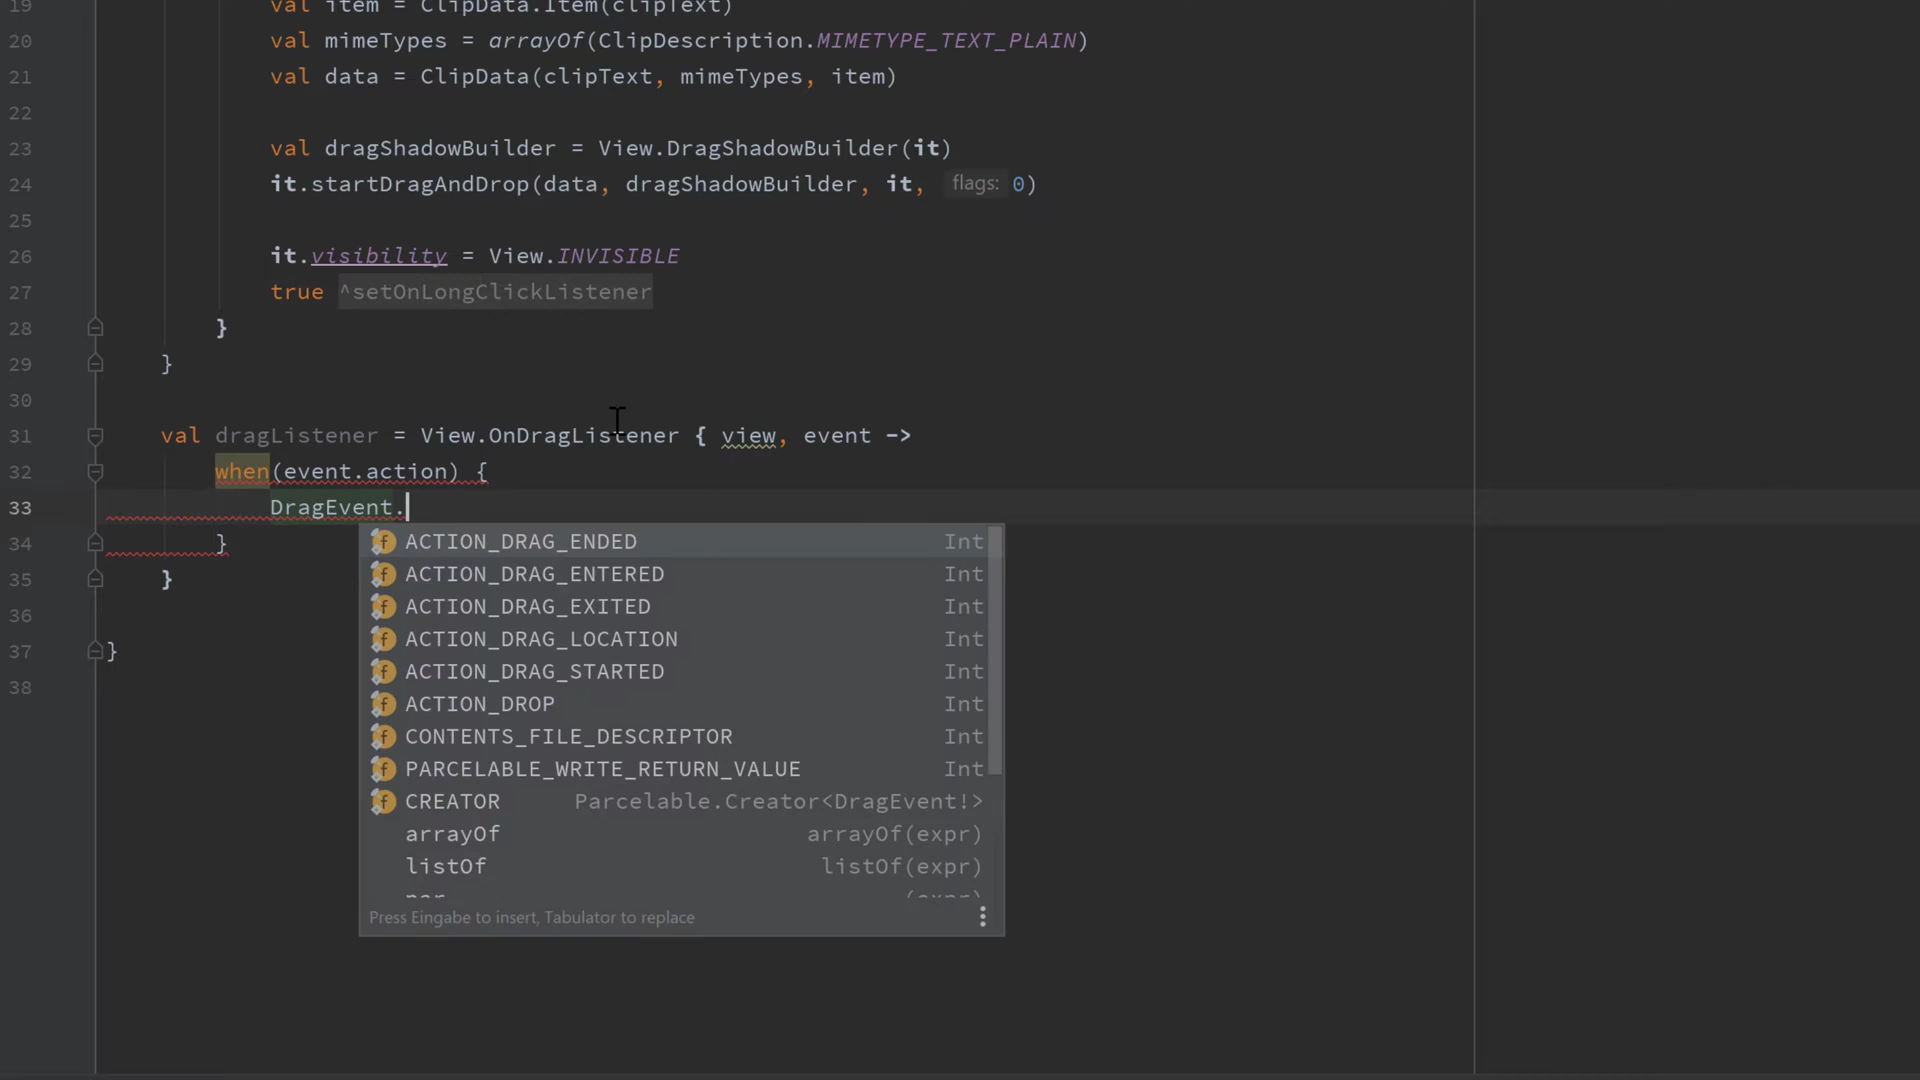 19 val item = ClipData.Item(clipText)
20 val mimeTypes = arrayOf(ClipDescription.MIMETYPE_TEXT_PLAIN)
21 val data = ClipData(clipText, mimeTypes, item)
22
23 val dragShadowBuilder = View.DragShadowBuilder(it)
24 it.startDragAndDrop(data, dragShadowBuilder, it, flags: 0)
25
26 it.visibility = View.INVISIBLE
27 true ^setOnLongClickListener
28 }
29 }
30
31 val dragListener = View.OnDragListener { view, event ->
32 when(event.action) {
33 DragEvent.
34 }
35 }
36
37 }
38
ACTION_DRAG_ENDED Int
ACTION_DRAG_ENTERED Int
ACTION_DRAG_EXITED Int
ACTION_DRAG_LOCATION Int
ACTION_DRAG_STARTED Int
ACTION_DROP Int
CONTENTS_FILE_DESCRIPTOR Int
PARCELABLE_WRITE_RETURN_VALUE Int
CREATOR Parcelable.Creator<DragEvent!>
arrayOf arrayOf(expr)
listOf listOf(expr)
par (expr)
Press Eingabe to insert, Tabulator to replace